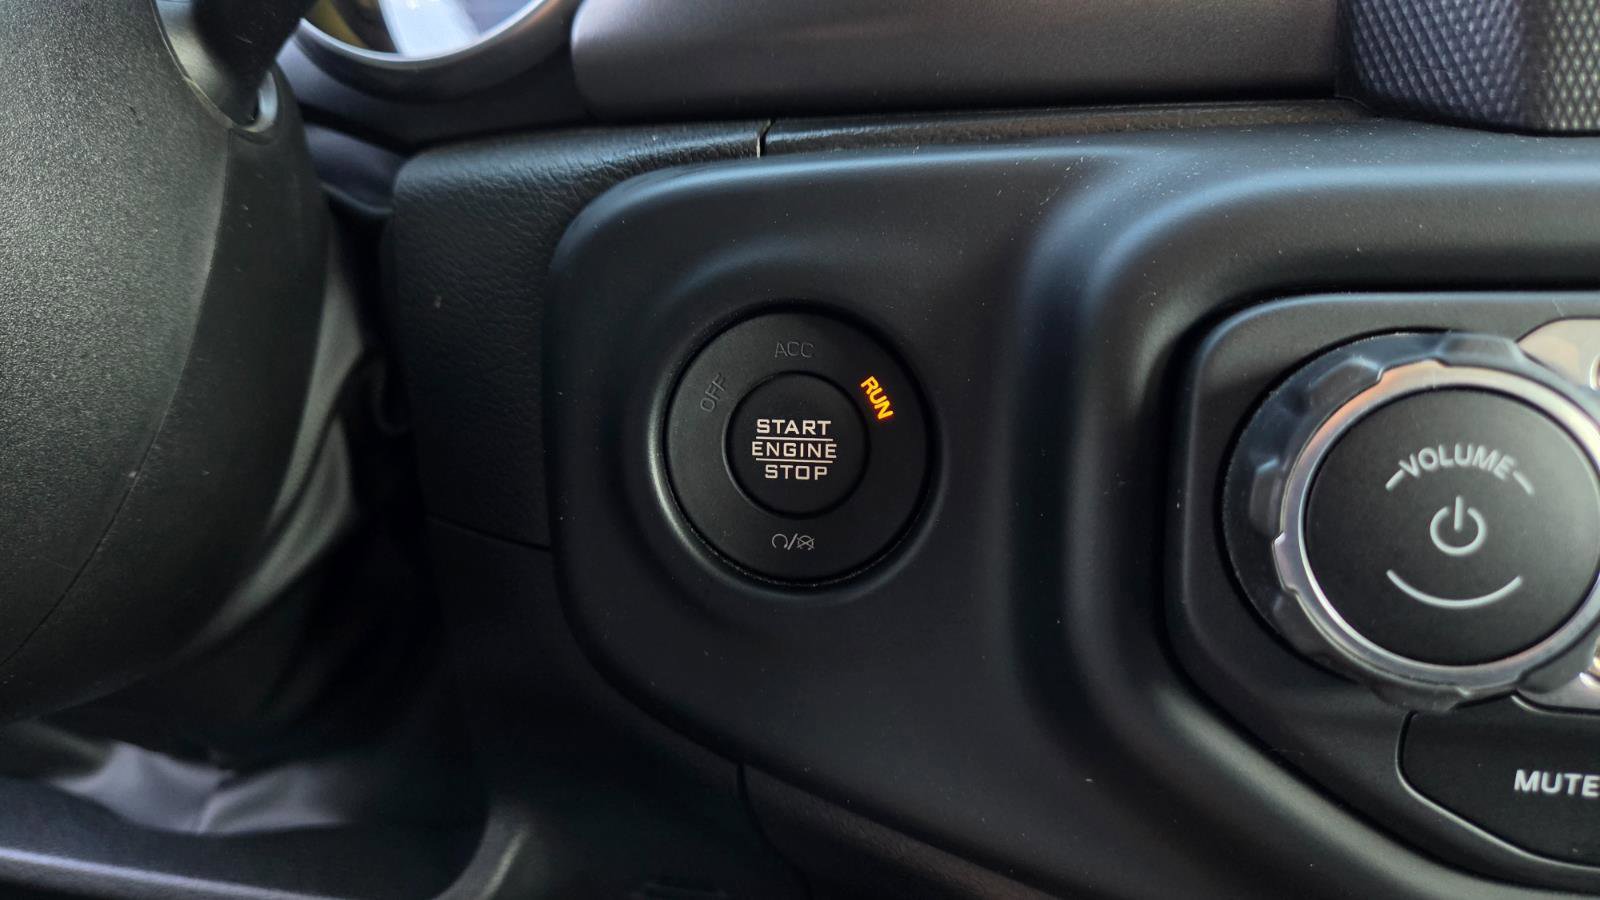 ACC
OFF
RUN
START
ENGINE
STOP
VOLUME
MUTE